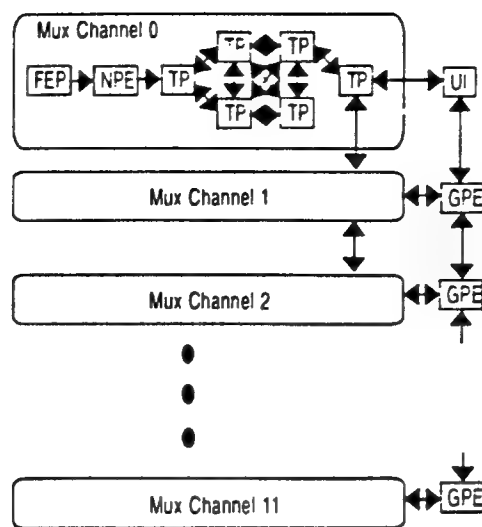 Mux Channel 0
TP TP
FEP NPE TP TP UI
TP TP
Mux Channel 1 GPE
Mux Channel 2 GPE
Mux Channel 11 GPE